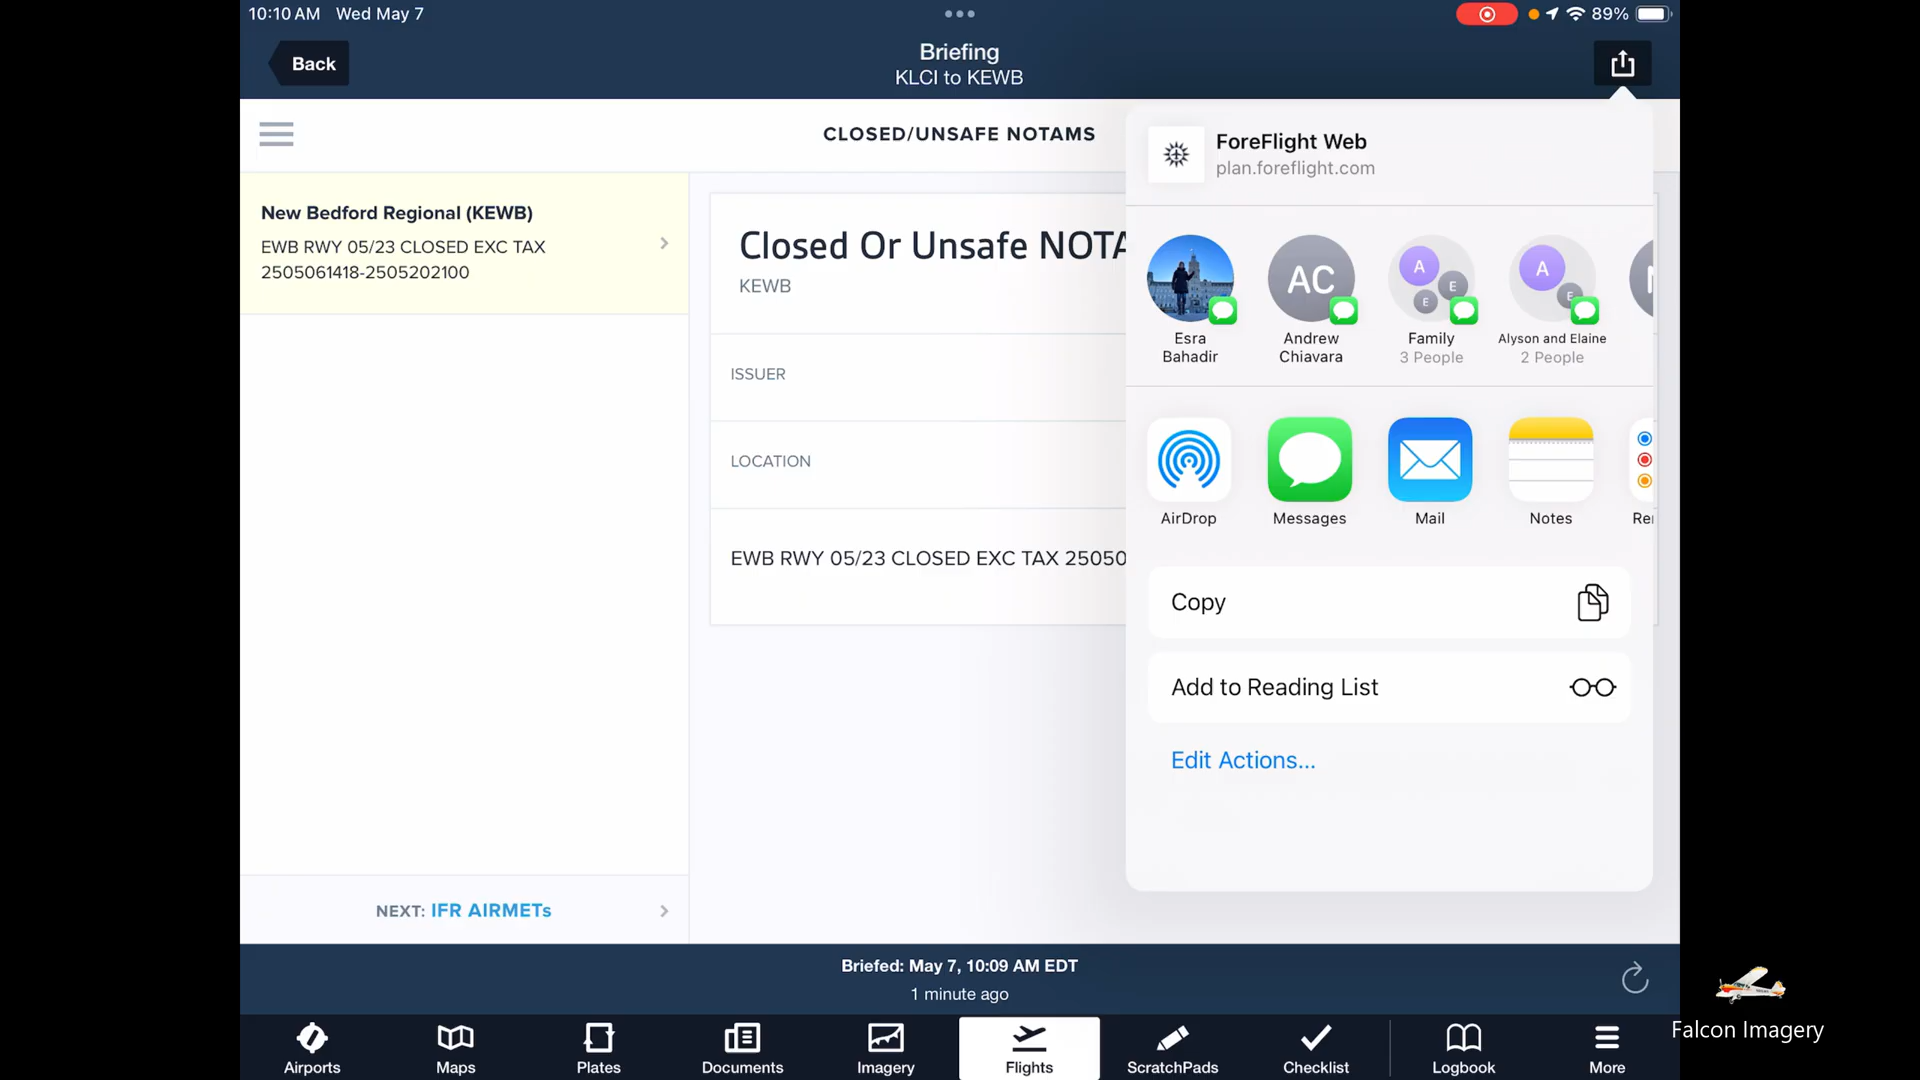 10:10 AM Wed May 7
89%
Back
Briefing
KLCI to KEWB
CLOSED/UNSAFE NOTAMS
New Bedford Regional (KEWB)
EWB RWY 05/23 CLOSED EXC TAX
2505061418-2505202100
NEXT: IFR AIRMETs
Closed Or Unsafe NOTA
KEWB
ISSUER
LOCATION
EWB RWY 05/23 CLOSED EXC TAX 25050
ForeFlight Web
plan.foreflight.com
AC
A
E
E
A
E
Esra
Bahadir
Andrew
Chiavara
Family
3 People
Alyson and Elaine
2 People
AirDrop
Messages
Mail
Notes
Copy
Add to Reading List
Edit Actions...
Briefed: May 7, 10:09 AM EDT
1 minute ago
Airports
Maps
Plates
Documents
Imagery
Flights
ScratchPads
Checklist
Logbook
More
Falcon Imagery